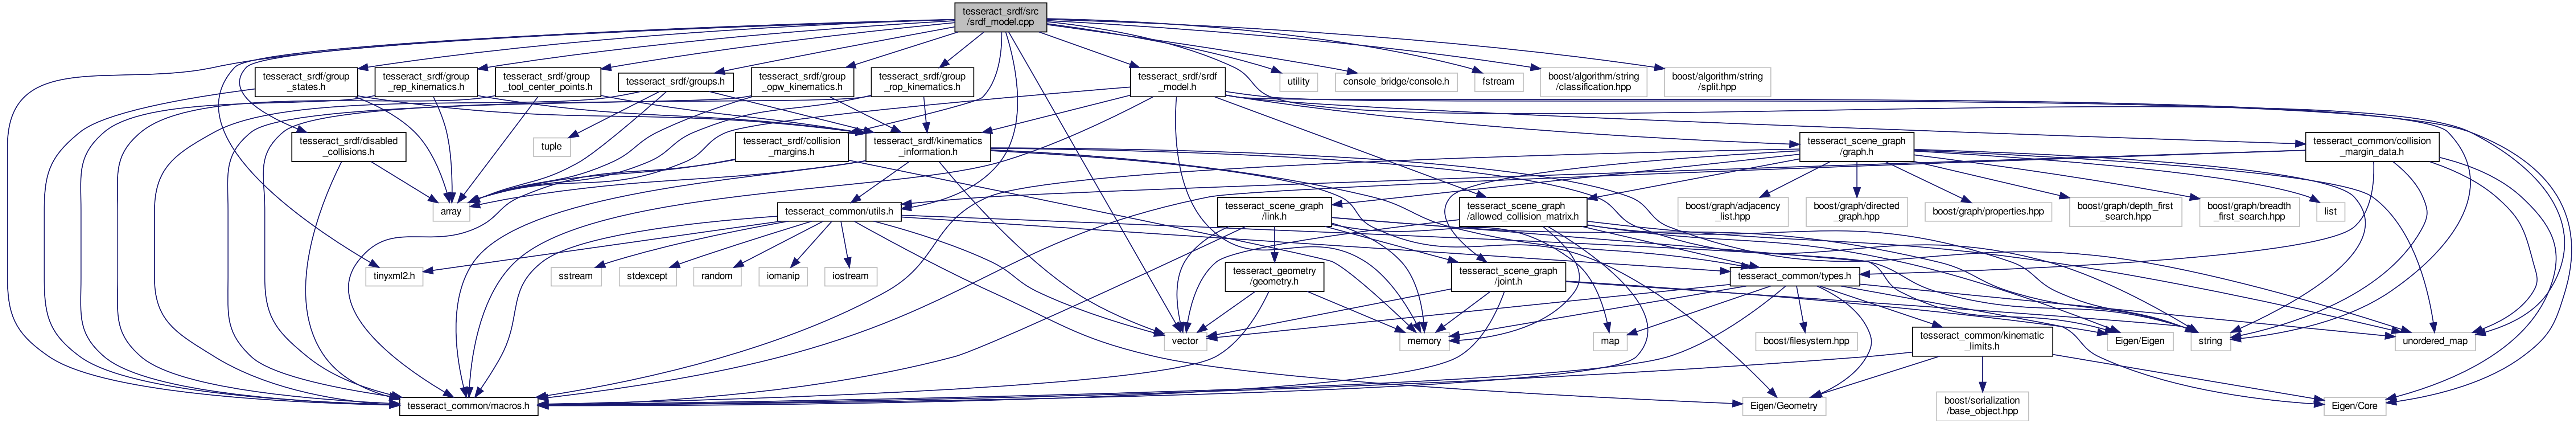 tesseract_srdf/src
/srdf_model.cpp
tesseract_srdf/group
_states.h
tesseract_srdf/group
_rep_kinematics.h
tesseract_srdf/group
_tool_center_points.h
tesseract_srdf/groups.h
tesseract_srdf/group
_opw_kinematics.h
tesseract_srdf/group
_rop_kinematics.h
tesseract_srdf/srdf
_model.h
utility
console_bridge/console.h
fstream
boost/algorithm/string
/classification.hpp
boost/algorithm/string
/split.hpp
tesseract_srdf/disabled
_collisions.h
tuple
tesseract_srdf/collision
_margins.h
tesseract_srdf/kinematics
_information.h
tesseract_scene_graph
/graph.h
tesseract_common/collision
_margin_data.h
array
tesseract_common/utils.h
tesseract_scene_graph
/link.h
tesseract_scene_graph
/allowed_collision_matrix.h
boost/graph/adjacency
_list.hpp
boost/graph/directed
_graph.hpp
boost/graph/properties.hpp
boost/graph/depth_first
_search.hpp
boost/graph/breadth
_first_search.hpp
list
tinyxml2.h
sstream
stdexcept
random
iomanip
iostream
tesseract_geometry
/geometry.h
tesseract_scene_graph
/joint.h
tesseract_common/types.h
vector
memory
map
boost/filesystem.hpp
tesseract_common/kinematic
_limits.h
Eigen/Eigen
string
unordered_map
tesseract_common/macros.h
Eigen/Geometry
boost/serialization
/base_object.hpp
Eigen/Core